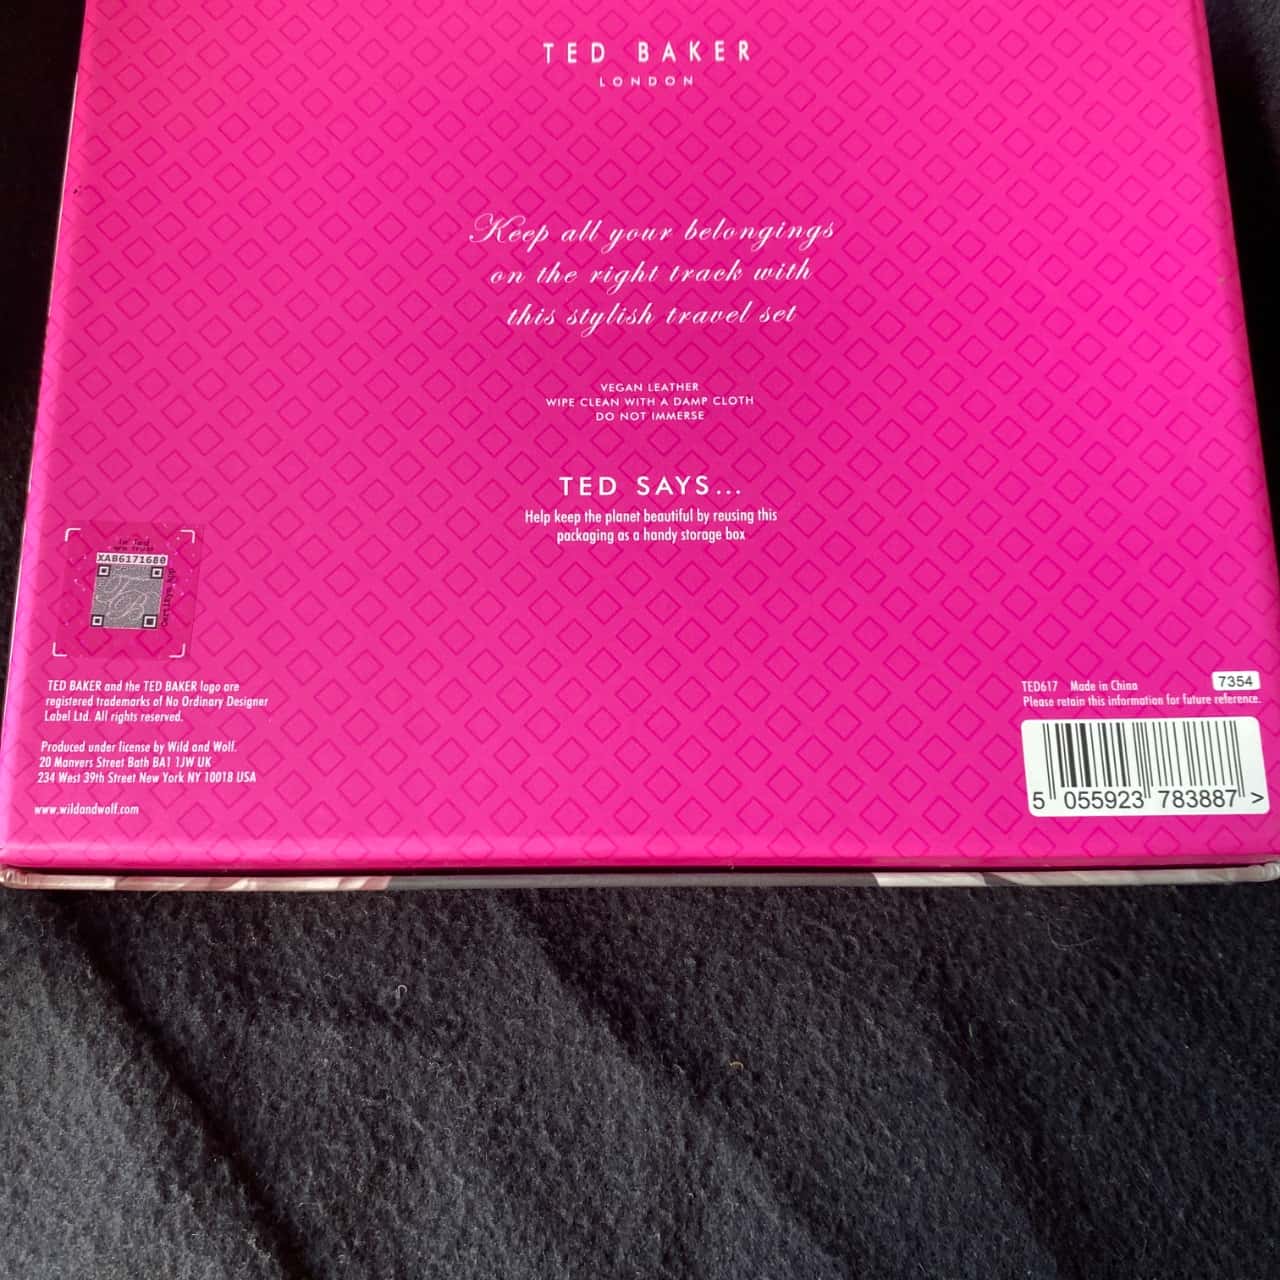 TED BAKER
LONDON
Keep all your belongings
on the right track with
this stylish travel set
VEGAN LEATHER
WIPE CLEAN WITH A DAMP CLOTH
DO NOT IMMERSE
TED SAYS...
Help keep the planet beautiful by reusing this
packaging as a handy storage box
In Ted
we trust
XAB6171680
TED BAKER and the TED BAKER logo are
registered trademarks of No Ordinary Designer
Label Ltd. All rights reserved.
Produced under license by Wild and Wolf.
20 Manvers Street Bath BA1 1JW UK
234 West 39th Street New York NY 10018 USA
www.wildandwolf.com
TED617 Made in China 7354
Please retain this information for future reference.
5 055923 783887 >